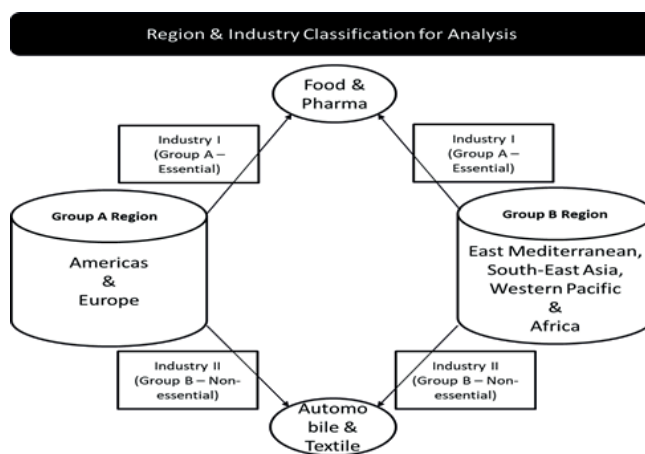 Region & Industry Classification for Analysis
Food &
Pharma
Industry I
(Group A –
Essential)
Industry I
(Group A –
Essential)
Group A Region
Americas
&
Europe
Group B Region
East Mediterranean,
South-East Asia,
Western Pacific
&
Africa
Industry II
(Group B – Non-
essential)
Industry II
(Group B – Non-
essential)
Automo
bile &
Textile